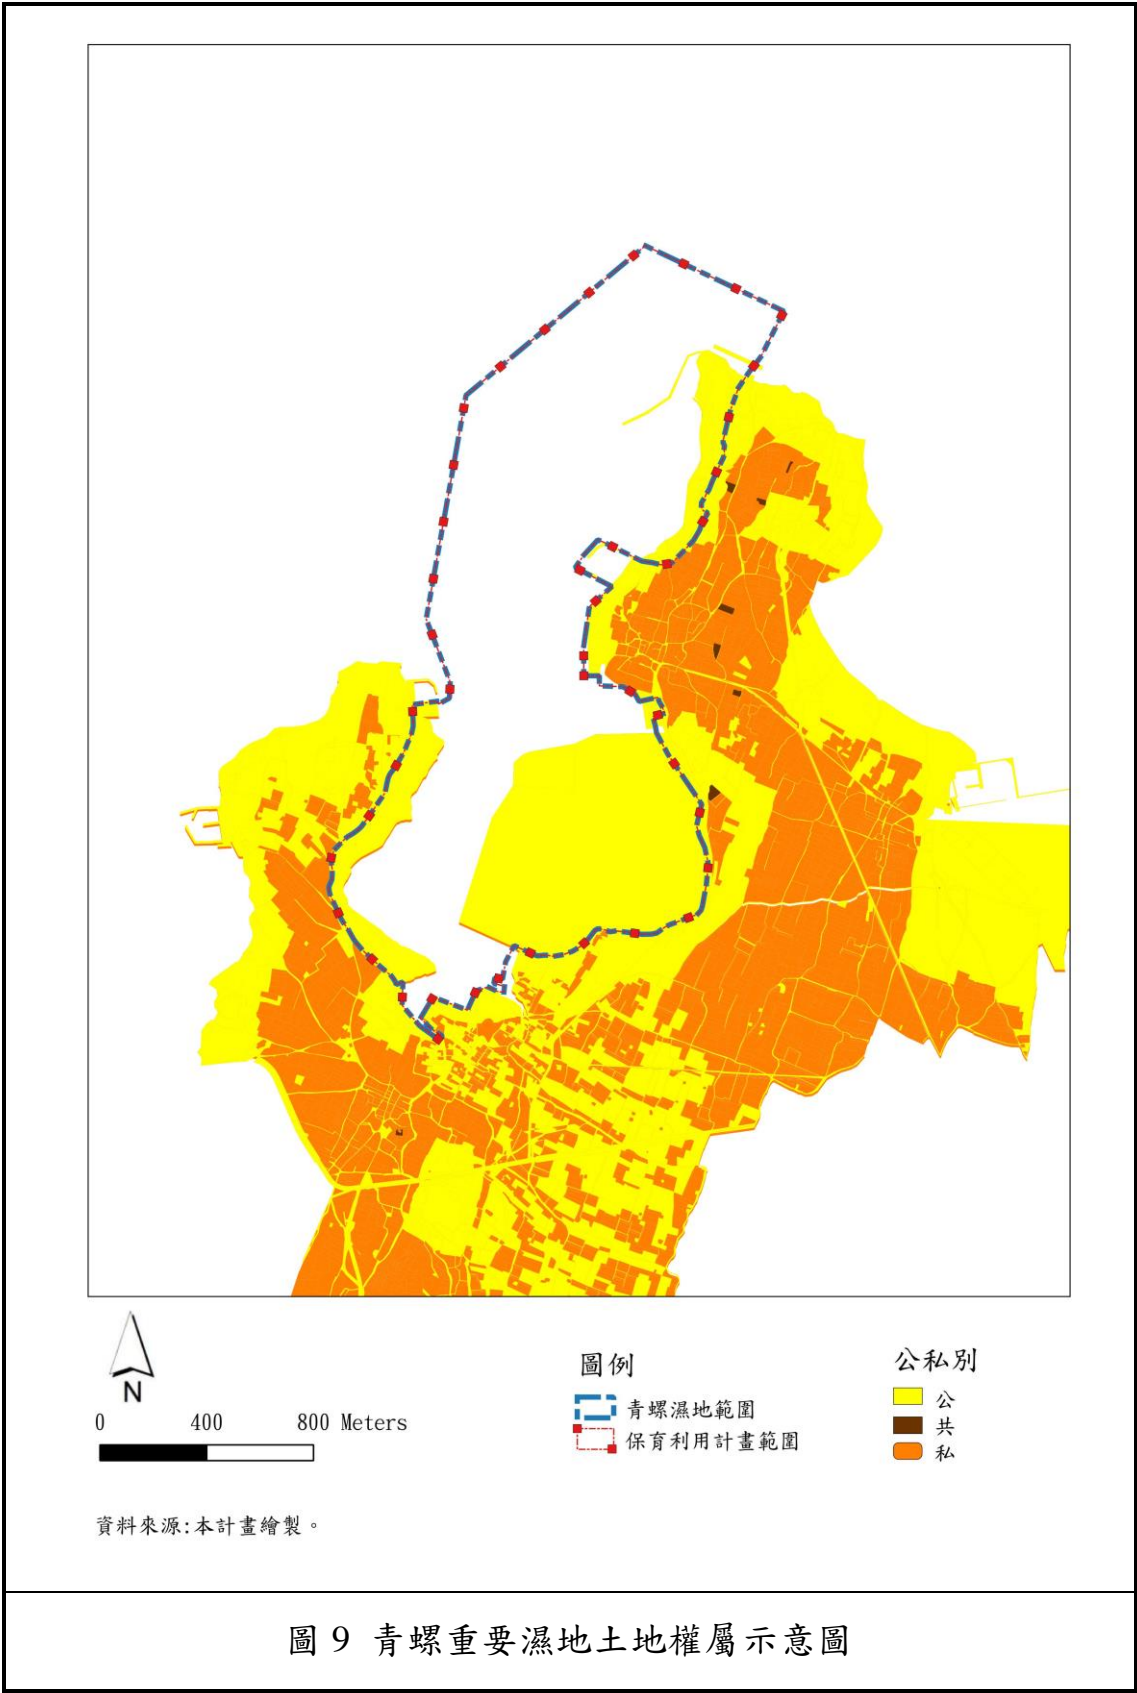 N
0 400 800 Meters
圖例
青螺濕地範圍
保育利用計畫範圍
公私別
公
共
私
資料來源:本計畫繪製。
圖 9 青螺重要濕地土地權屬示意圖